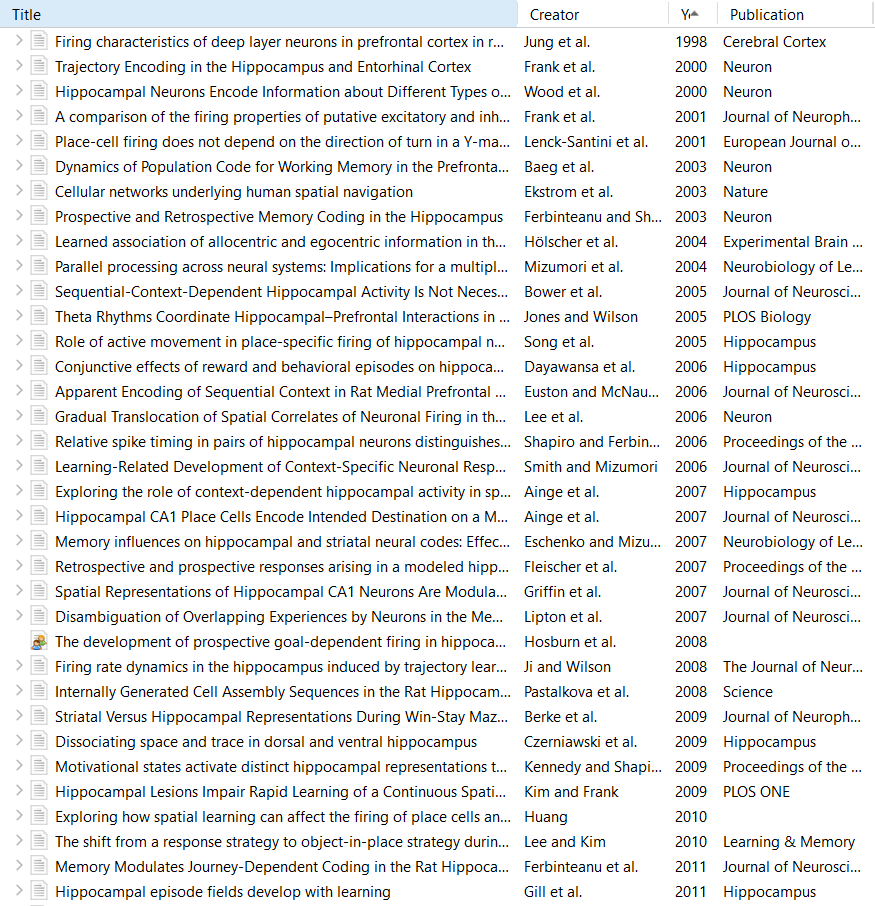 Title Creator Ye Publication
Firing characteristics of deep layer neurons in prefrontal cortex in r... Jung et al. 1998 Cerebral Cortex
Trajectory Encoding in the Hippocampus and Entorhinal Cortex Frank et al. 2000 Neuron
Hippocampal Neurons Encode Information about Different Types o... Wood et al. 2000 Neuron
A comparison of the firing properties of putative excitatory and inh... Frank et al. 2001 Journal of Neuroph...
Place-cell firing does not depend on the direction of turn in a Y-ma... Lenck-Santini et al. 2001 European Journal o...
Dynamics of Population Code for Working Memory in the Prefronta... Baeg et al. 2003 Neuron
Cellular networks underlying human spatial navigation Ekstrom et al. 2003 Nature
Prospective and Retrospective Memory Coding in the Hippocampus Ferbinteanu and Sh... 2003 Neuron
Learned association of allocentric and egocentric information in th... Hölscher et al. 2004 Experimental Brain ...
Parallel processing across neural systems: Implications for a multipl... Mizumori et al. 2004 Neurobiology of Le...
Sequential-Context-Dependent Hippocampal Activity Is Not Neces... Bower et al. 2005 Journal of Neurosci...
Theta Rhythms Coordinate Hippocampal–Prefrontal Interactions in ... Jones and Wilson 2005 PLOS Biology
Role of active movement in place-specific firing of hippocampal n... Song et al. 2005 Hippocampus
Conjunctive effects of reward and behavioral episodes on hippoca... Dayawansa et al. 2006 Hippocampus
Apparent Encoding of Sequential Context in Rat Medial Prefrontal ... Euston and McNau... 2006 Journal of Neurosci...
Gradual Translocation of Spatial Correlates of Neuronal Firing in th... Lee et al. 2006 Neuron
Relative spike timing in pairs of hippocampal neurons distinguishes... Shapiro and Ferbin... 2006 Proceedings of the ...
Learning-Related Development of Context-Specific Neuronal Resp... Smith and Mizumori 2006 Journal of Neurosci...
Exploring the role of context-dependent hippocampal activity in sp... Ainge et al. 2007 Hippocampus
Hippocampal CA1 Place Cells Encode Intended Destination on a M... Ainge et al. 2007 Journal of Neurosci...
Memory influences on hippocampal and striatal neural codes: Effec... Eschenko and Mizu... 2007 Neurobiology of Le...
Retrospective and prospective responses arising in a modeled hipp... Fleischer et al. 2007 Proceedings of the ...
Spatial Representations of Hippocampal CA1 Neurons Are Modula... Griffin et al. 2007 Journal of Neurosci...
Disambiguation of Overlapping Experiences by Neurons in the Me... Lipton et al. 2007 Journal of Neurosci...
The development of prospective goal-dependent firing in hippoca... Hosburn et al. 2008
Firing rate dynamics in the hippocampus induced by trajectory lear... Ji and Wilson 2008 The Journal of Neur...
Internally Generated Cell Assembly Sequences in the Rat Hippocam... Pastalkova et al. 2008 Science
Striatal Versus Hippocampal Representations During Win-Stay Maz... Berke et al. 2009 Journal of Neuroph...
Dissociating space and trace in dorsal and ventral hippocampus Czerniawski et al. 2009 Hippocampus
Motivational states activate distinct hippocampal representations t... Kennedy and Shapi... 2009 Proceedings of the ...
Hippocampal Lesions Impair Rapid Learning of a Continuous Spati... Kim and Frank 2009 PLOS ONE
Exploring how spatial learning can affect the firing of place cells an... Huang 2010
The shift from a response strategy to object-in-place strategy durin... Lee and Kim 2010 Learning & Memory
Memory Modulates Journey-Dependent Coding in the Rat Hippoca... Ferbinteanu et al. 2011 Journal of Neurosci...
Hippocampal episode fields develop with learning Gill et al. 2011 Hippocampus